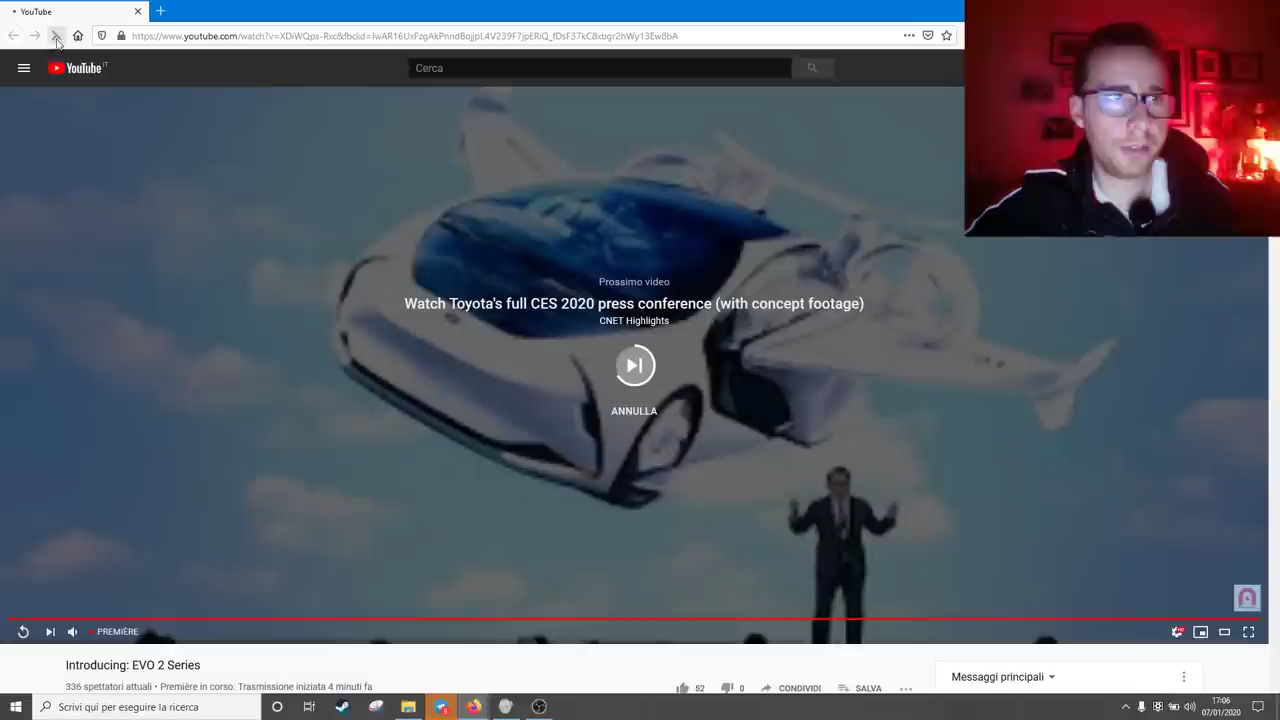 YouTube
https://www.youtube.com/watch?v=XDiWQps-Rxc&fbclid=IwAR16UxFzgAkPnndBojjpL4V239F7jpERiQ_fDsF37kC8xbgr2hWy13Ew8bA
YouTube IT
Cerca
Prossimo video
Watch Toyota's full CES 2020 press conference (with concept footage)
CNET Highlights
ANNULLA
PREMIÈRE
Introducing: EVO 2 Series
336 spettatori attuali • Première in corso. Trasmissione iniziata 4 minuti fa
52
0
CONDIVIDI
SALVA
Messaggi principali
Scrivi qui per eseguire la ricerca
17:06
07/01/2020